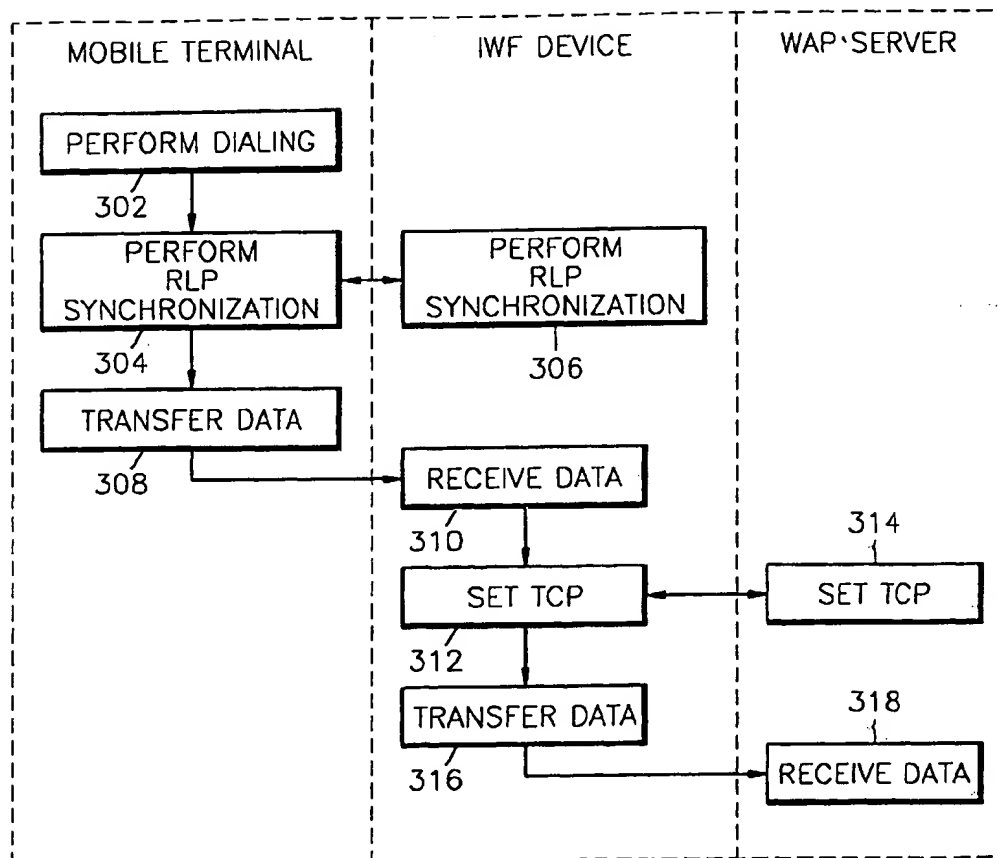 MOBILE TERMINAL
IWF DEVICE
WAP SERVER
PERFORM DIALING
302
PERFORM
RLP
SYNCHRONIZATION
304
PERFORM
RLP
SYNCHRONIZATION
306
TRANSFER DATA
308
RECEIVE DATA
310
314
SET TCP
312
SET TCP
TRANSFER DATA
316
318
RECEIVE DATA